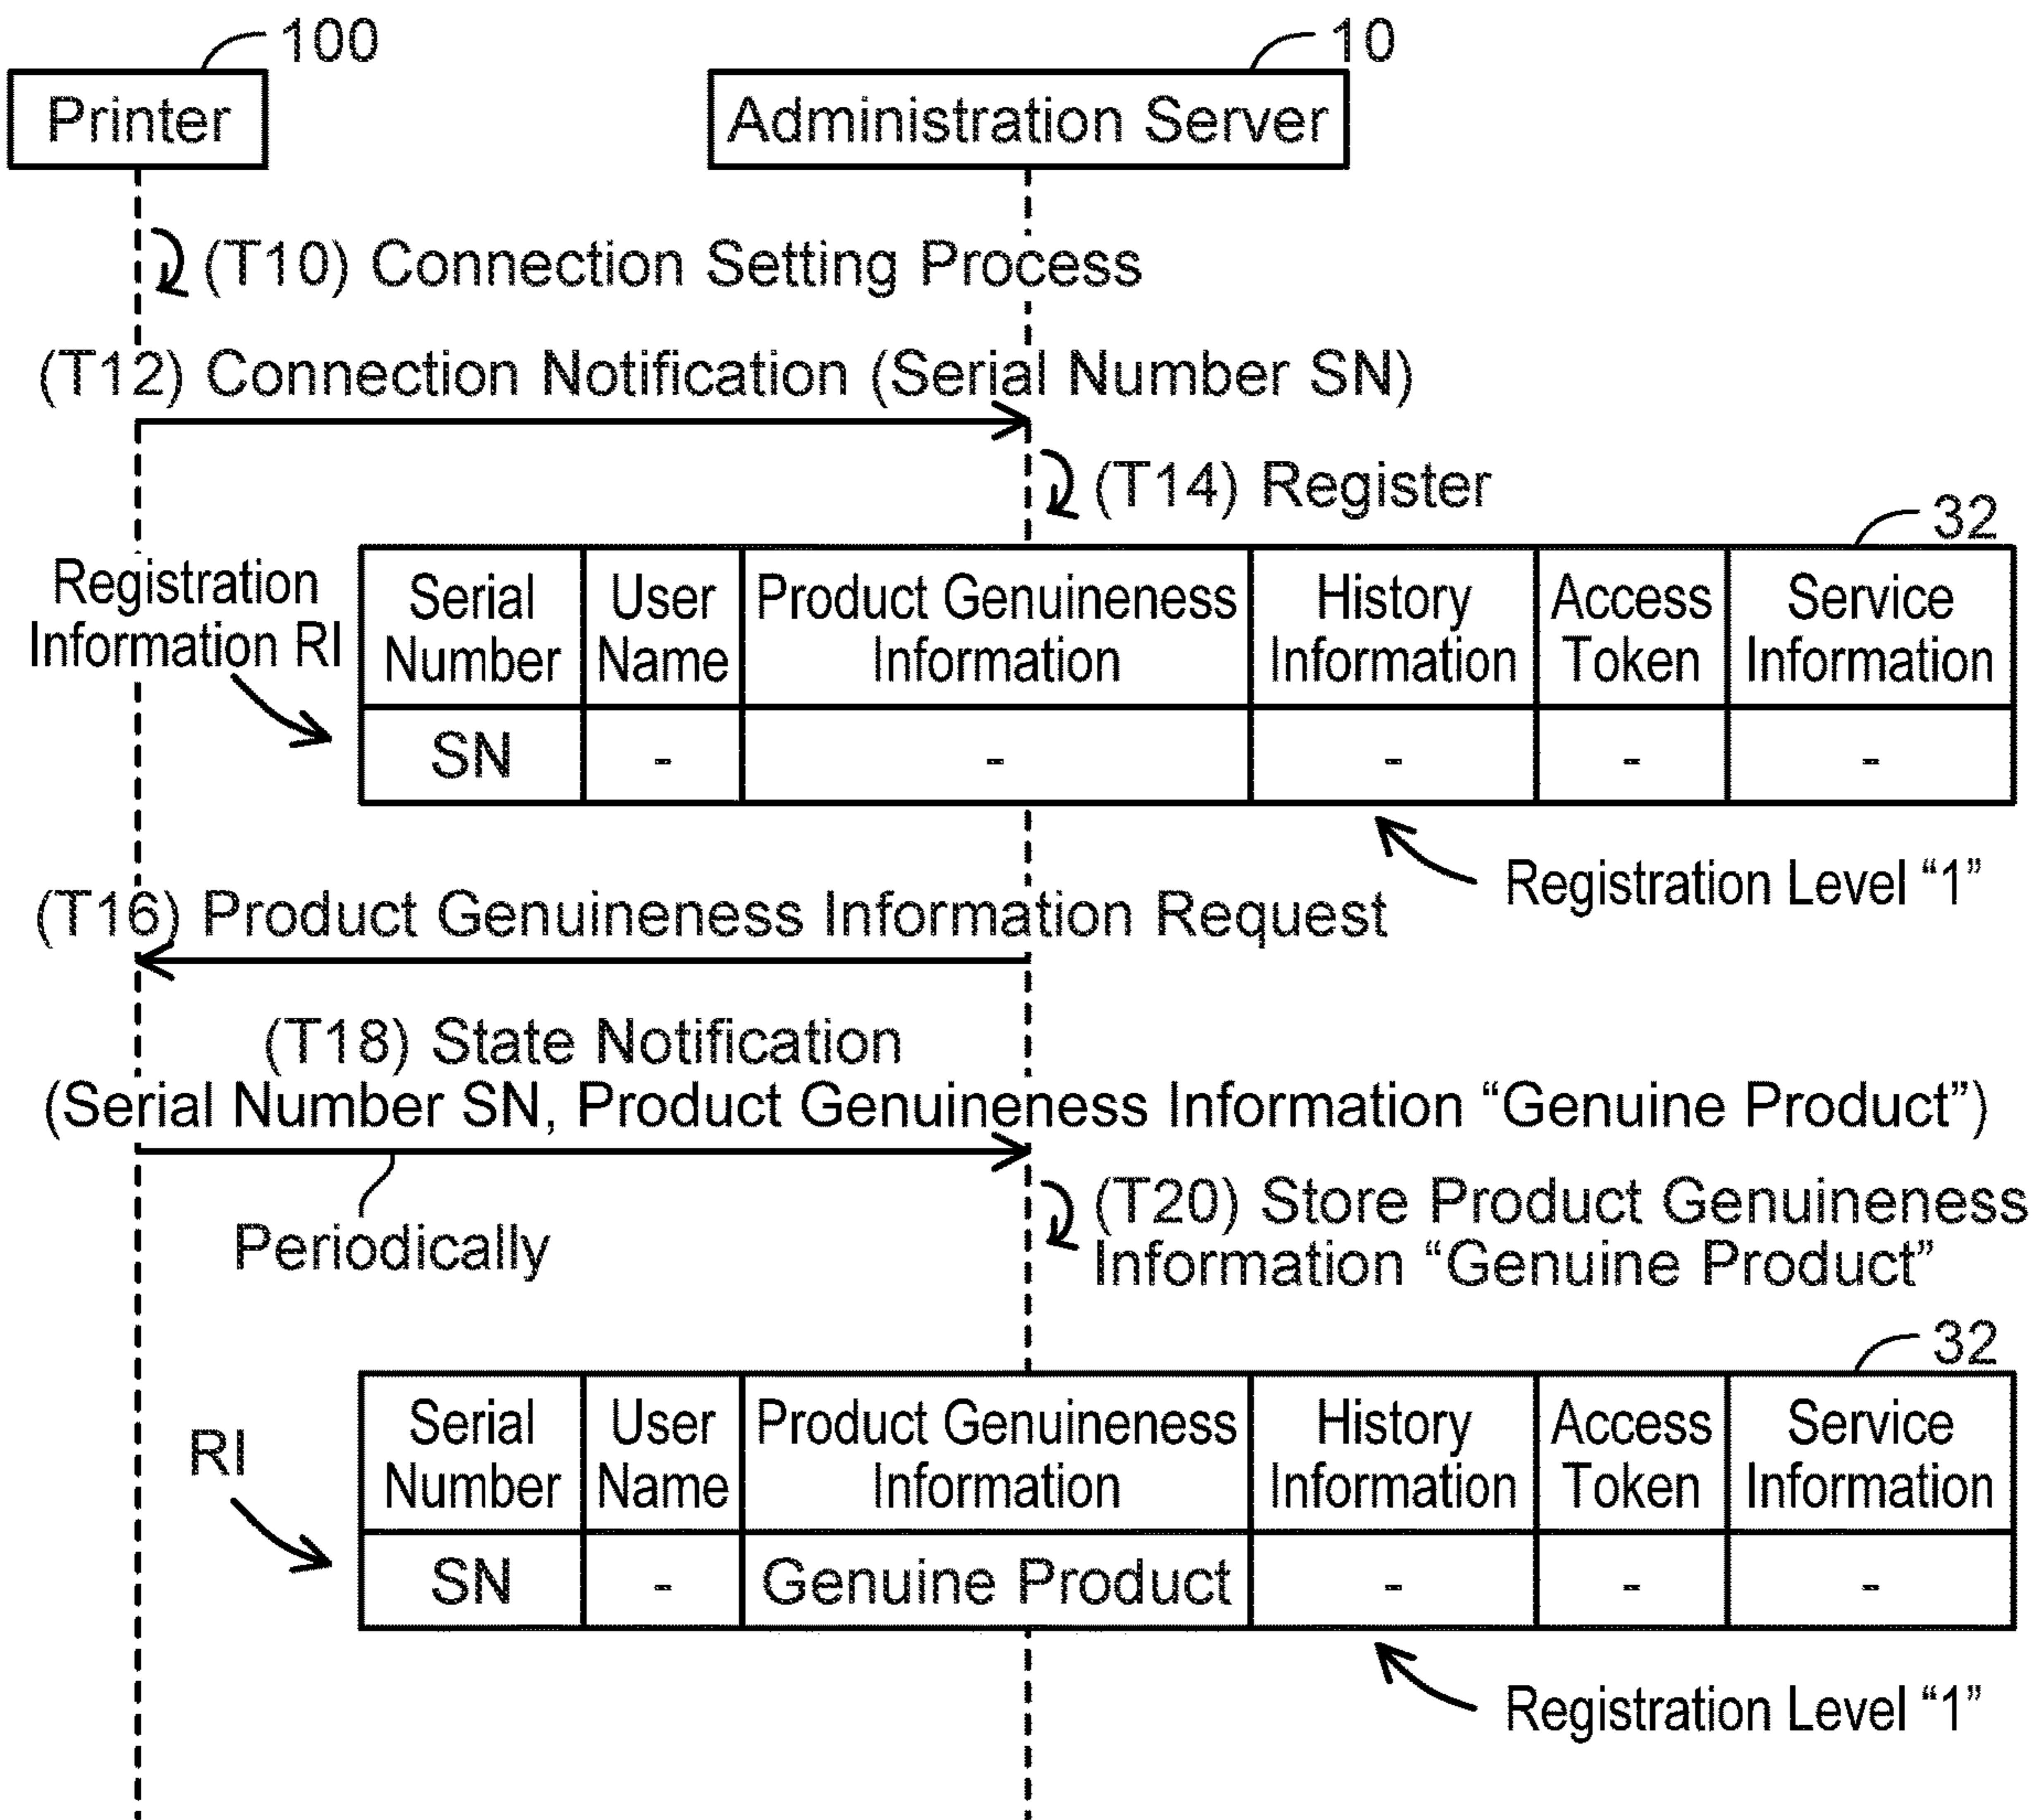 100
10
Printer
Administration Server
(T10) Connection Setting Process
(T12) Connection Notification (Serial Number SN)
(T14) Register
32
Registration
Information RI
Serial
Number
User
Name
Product Genuineness
Information
History
Information
Access
Token
Service
Information
SN
-
-
-
-
-
Registration Level “1”
(T16) Product Genuineness Information Request
(T18) State Notification
(Serial Number SN, Product Genuineness Information “Genuine Product”)
Periodically
(T20) Store Product Genuineness
Information “Genuine Product”
32
RI
Serial
Number
User
Name
Product Genuineness
Information
History
Information
Access
Token
Service
Information
SN
-
Genuine Product
-
-
-
Registration Level “1”